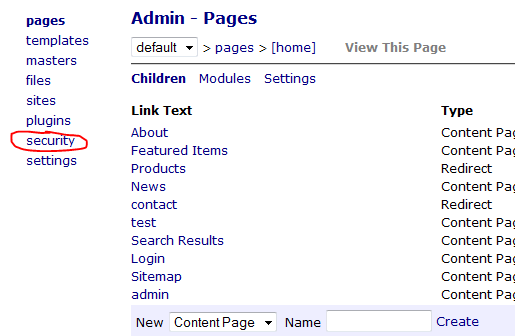 pages
templates
masters
files
sites
plugins
security
settings
Admin - Pages
default > pages > [home] View This Page
Children Modules Settings
Link Text Type
About Content Pag
Featured Items Content Pag
Products Redirect
News Content Pag
contact Redirect
test Content Pag
Search Results Content Pag
Login Content Pag
Sitemap Content Pag
admin Content Pag
New Content Page Name Create